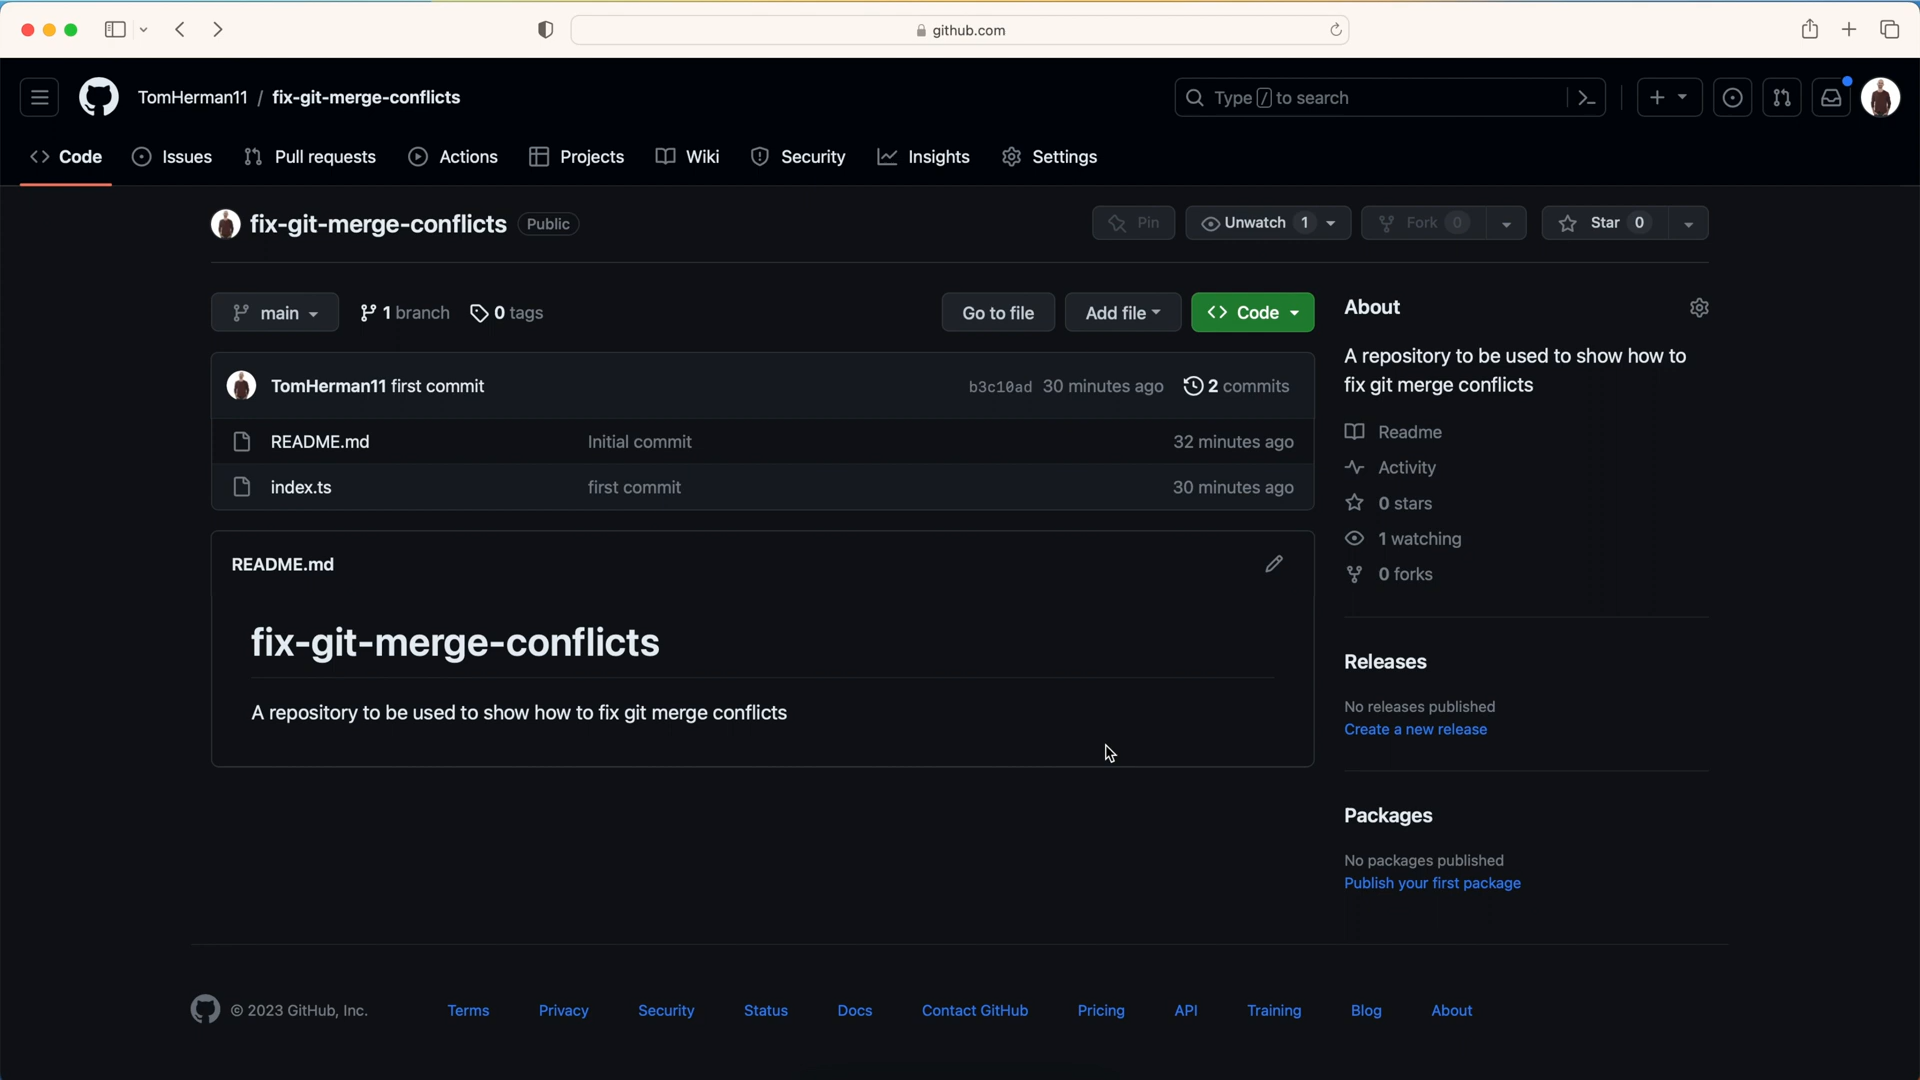 github.com
TomHerman11 / fix-git-merge-conflicts
Type / to search
Code Issues Pull requests Actions Projects Wiki Security Insights Settings
fix-git-merge-conflicts Public
Pin Unwatch 1 Fork 0 Star 0
main 1 branch 0 tags
Go to file Add file Code
TomHerman11 first commit b3c10ad 30 minutes ago 2 commits
README.md Initial commit 32 minutes ago
index.ts first commit 30 minutes ago
README.md
fix-git-merge-conflicts
A repository to be used to show how to fix git merge conflicts
About
A repository to be used to show how to
fix git merge conflicts
Readme
Activity
0 stars
1 watching
0 forks
Releases
No releases published
Create a new release
Packages
No packages published
Publish your first package
© 2023 GitHub, Inc. Terms Privacy Security Status Docs Contact GitHub Pricing API Training Blog About